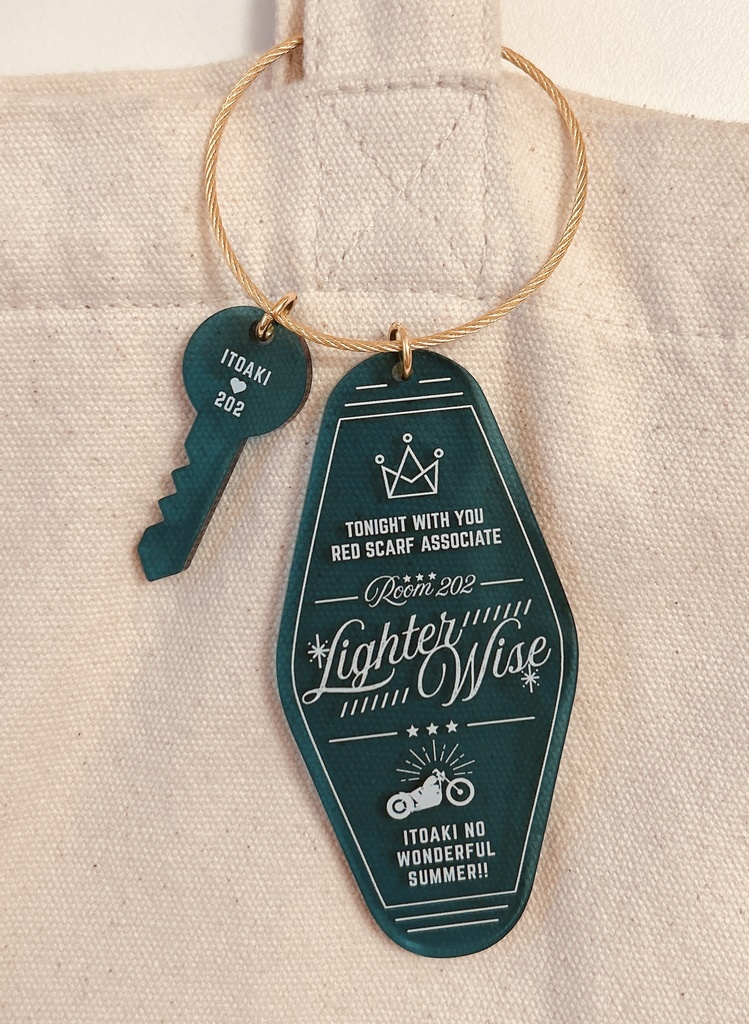 ITOAKI
202
TONIGHT WITH YOU
RED SCARF ASSOCIATE
Room 202
Lighter
Wise
ITOAKI NO
WONDERFUL
SUMMER!!